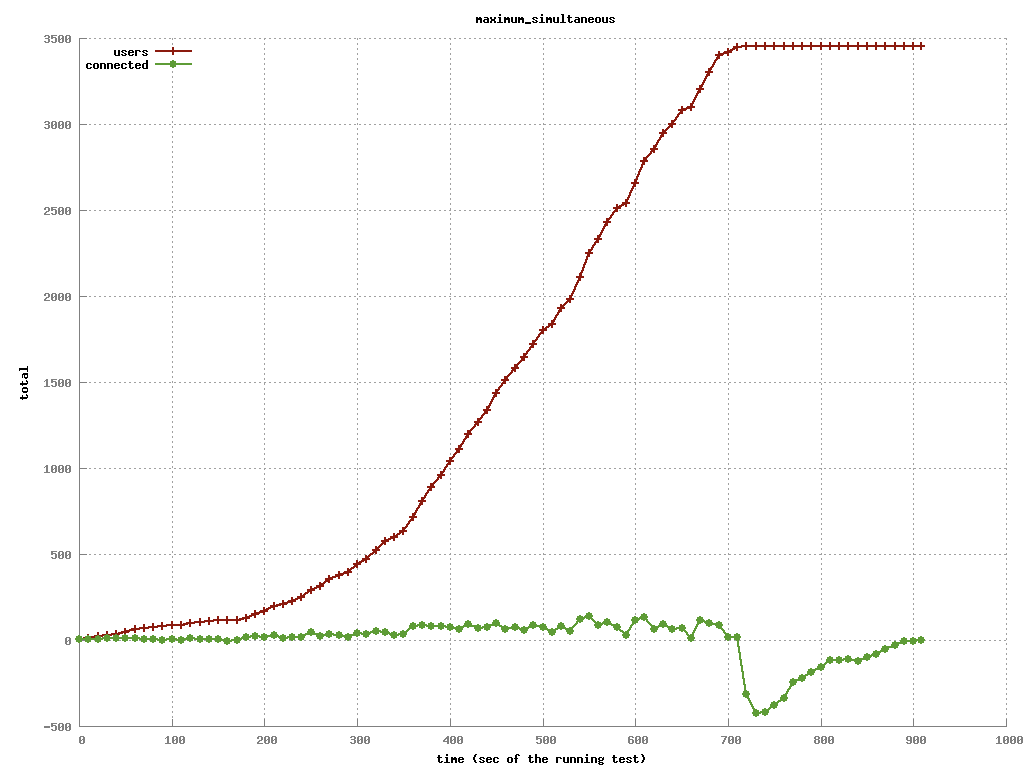 maximum_simultaneous
users
connected
3500
3000
2500
2000
1500
1000
500
0
-500
total
0 100 200 300 400 500 600 700 800 900 1000
time (sec of the running test)